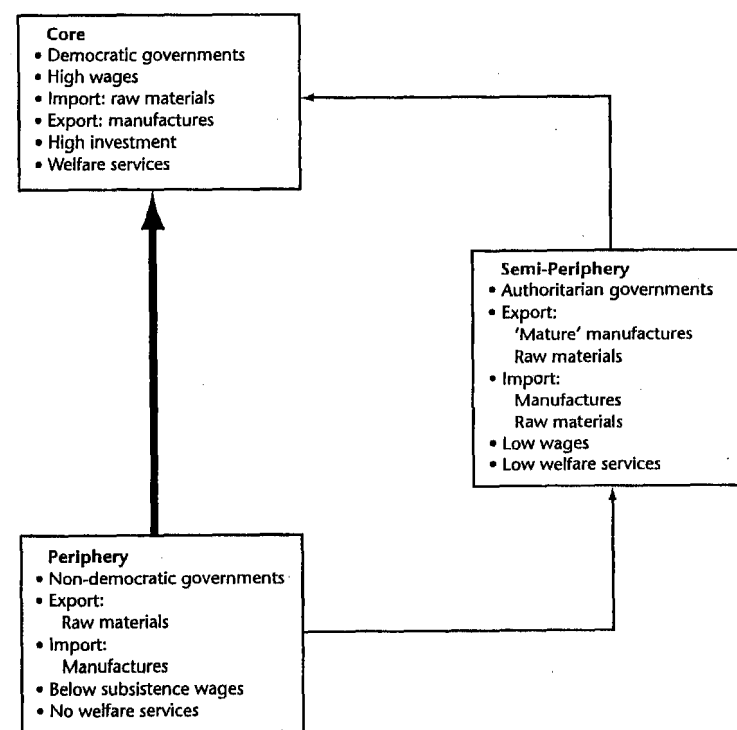 Core
• Democratic governments
• High wages
• Import: raw materials
• Export: manufactures
• High investment
• Welfare services
Semi-Periphery
• Authoritarian governments
• Export:
'Mature' manufactures
Raw materials
• Import:
Manufactures
Raw materials
• Low wages
• Low welfare services
Periphery
• Non-democratic governments
• Export:
Raw materials
• Import:
Manufactures
• Below subsistence wages
• No welfare services